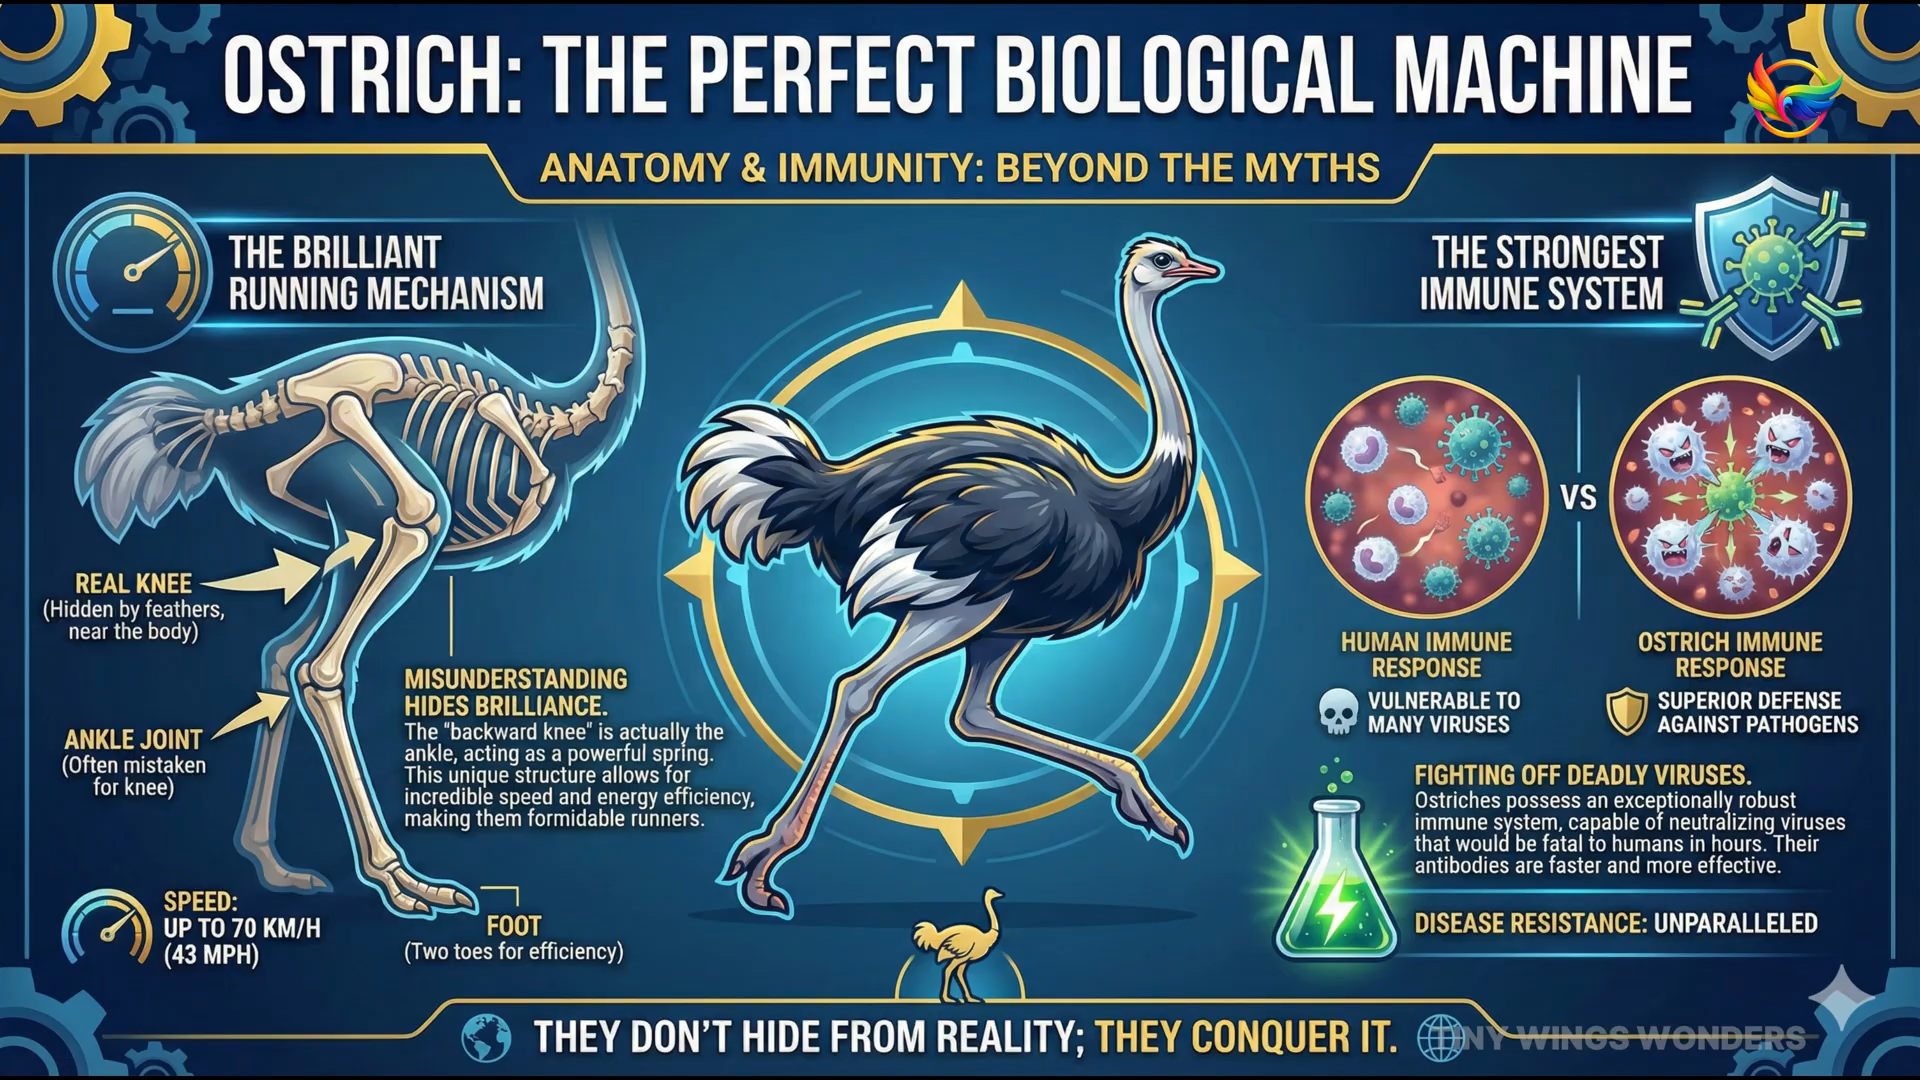 OSTRICH: THE PERFECT BIOLOGICAL MACHINE
ANATOMY & IMMUNITY: BEYOND THE MYTHS
THE BRILLIANT
RUNNING MECHANISM
REAL KNEE
(Hidden by feathers,
near the body)
ANKLE JOINT
(Often mistaken
for knee)
MISUNDERSTANDING
HIDES BRILLIANCE.
The "backward knee" is actually the
ankle, acting as a powerful spring.
This unique structure allows for
incredible speed and energy efficiency,
making them formidable runners.
SPEED:
UP TO 70 KM/H
(43 MPH)
FOOT
(Two toes for efficiency)
THE STRONGEST
IMMUNE SYSTEM
VS
HUMAN IMMUNE
RESPONSE
VULNERABLE TO
MANY VIRUSES
OSTRICH IMMUNE
RESPONSE
SUPERIOR DEFENSE
AGAINST PATHOGENS
FIGHTING OFF DEADLY VIRUSES.
Ostriches possess an exceptionally robust
immune system, capable of neutralizing viruses
that would be fatal to humans in hours. Their
antibodies are faster and more effective.
DISEASE RESISTANCE: UNPARALLELED
THEY DON'T HIDE FROM REALITY; THEY CONQUER IT.
TINY WINGS WONDERS